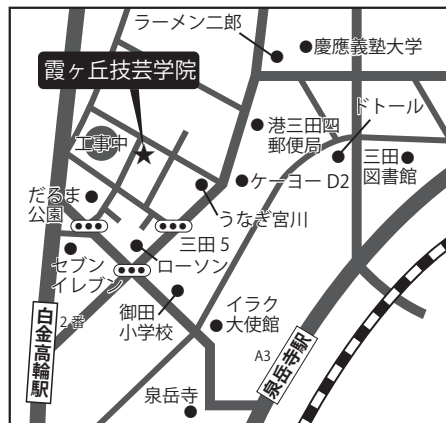 ラーメン二郎
慶應義塾大学
霞ヶ丘技芸学院
ドトール
工事中
港三田四
郵便局
三田
図書館
ケーヨーD2
だるま
公園
うなぎ宮川
三田5
ローソン
セブン
イレブン
御田
小学校
イラク
大使館
白金高輪駅
2番
A3
泉岳寺駅
泉岳寺